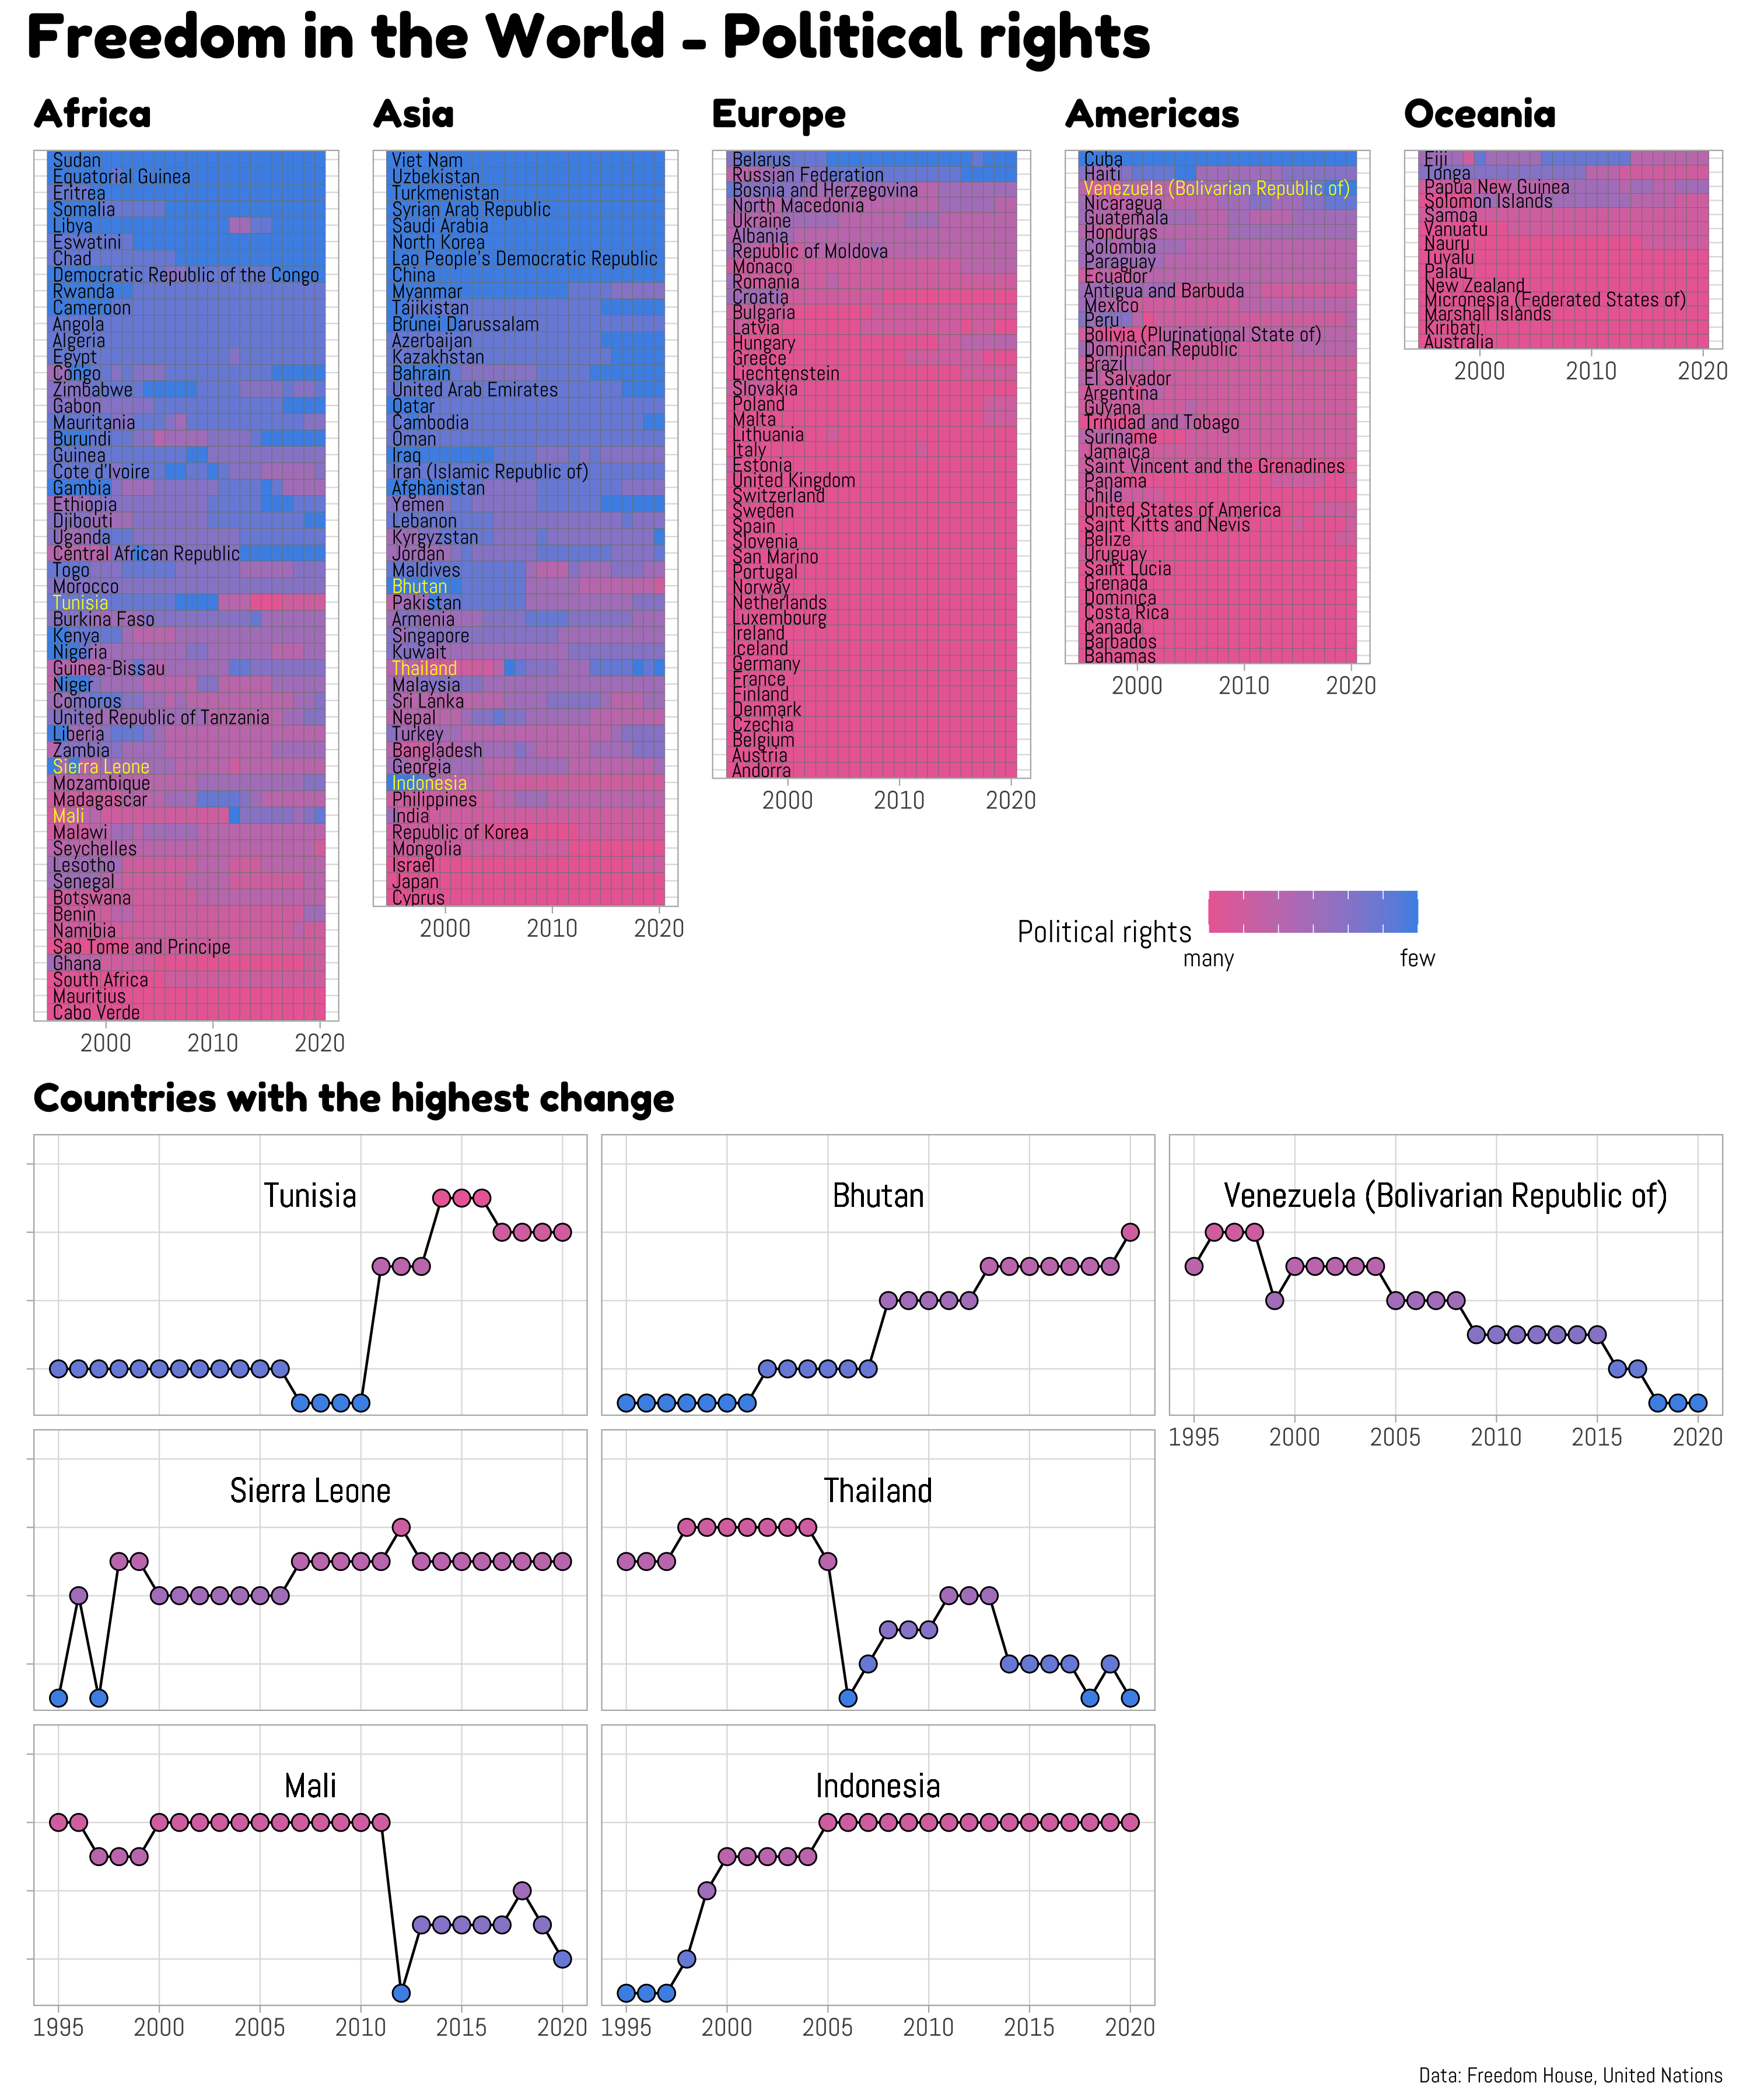 Freedom in the World - Political rights
Africa
Sudan
Equatorial Guinea
Eritrea
Somalia
Libya
Eswatini
Chad
Democratic Republic of the Congo
Rwanda
Cameroon
Angola
Algeria
Egypt
Congo
Zimbabwe
Gabon
Mauritania
Burundi
Guinea
Cote d'Ivoire
Gambia
Ethiopia
Djibouti
Uganda
Central African Republic
Togo
Morocco
Tunisia
Burkina Faso
Kenya
Nigeria
Guinea-Bissau
Niger
Comoros
United Republic of Tanzania
Liberia
Zambia
Sierra Leone
Mozambique
Madagascar
Mali
Malawi
Seychelles
Lesotho
Senegal
Botswana
Benin
Namibia
Sao Tome and Principe
Ghana
South Africa
Mauritius
Cabo Verde
2000 2010 2020
Asia
Viet Nam
Uzbekistan
Turkmenistan
Syrian Arab Republic
Saudi Arabia
North Korea
Lao People's Democratic Republic
China
Myanmar
Tajikistan
Brunei Darussalam
Azerbaijan
Kazakhstan
Bahrain
United Arab Emirates
Qatar
Cambodia
Oman
Iraq
Iran (Islamic Republic of)
Afghanistan
Yemen
Lebanon
Kyrgyzstan
Jordan
Maldives
Bhutan
Pakistan
Armenia
Singapore
Kuwait
Thailand
Malaysia
Sri Lanka
Nepal
Turkey
Bangladesh
Georgia
Indonesia
Philippines
India
Republic of Korea
Mongolia
Israel
Japan
Cyprus
2000 2010 2020
Europe
Belarus
Russian Federation
Bosnia and Herzegovina
North Macedonia
Ukraine
Albania
Republic of Moldova
Monaco
Romania
Croatia
Bulgaria
Latvia
Hungary
Greece
Liechtenstein
Slovakia
Poland
Malta
Lithuania
Italy
Estonia
United Kingdom
Switzerland
Sweden
Spain
Slovenia
San Marino
Portugal
Norway
Netherlands
Luxembourg
Ireland
Iceland
Germany
France
Finland
Denmark
Czechia
Belgium
Austria
Andorra
2000 2010 2020
Americas
Cuba
Haiti
Venezuela (Bolivarian Republic of)
Nicaragua
Guatemala
Honduras
Colombia
Paraguay
Ecuador
Antigua and Barbuda
Mexico
Peru
Bolivia (Plurinational State of)
Dominican Republic
Brazil
El Salvador
Argentina
Guyana
Trinidad and Tobago
Suriname
Jamaica
Saint Vincent and the Grenadines
Panama
Chile
United States of America
Saint Kitts and Nevis
Belize
Uruguay
Saint Lucia
Grenada
Dominica
Costa Rica
Canada
Barbados
Bahamas
2000 2010 2020
Oceania
Fiji
Tonga
Papua New Guinea
Solomon Islands
Samoa
Vanuatu
Nauru
Tuvalu
Palau
New Zealand
Micronesia (Federated States of)
Marshall Islands
Kiribati
Australia
2000 2010 2020
Political rights
many few
Countries with the highest change
Tunisia
Bhutan
Venezuela (Bolivarian Republic of)
1995 2000 2005 2010 2015 2020
Sierra Leone
Thailand
Mali
Indonesia
1995 2000 2005 2010 2015 2020
1995 2000 2005 2010 2015 2020
Data: Freedom House, United Nations